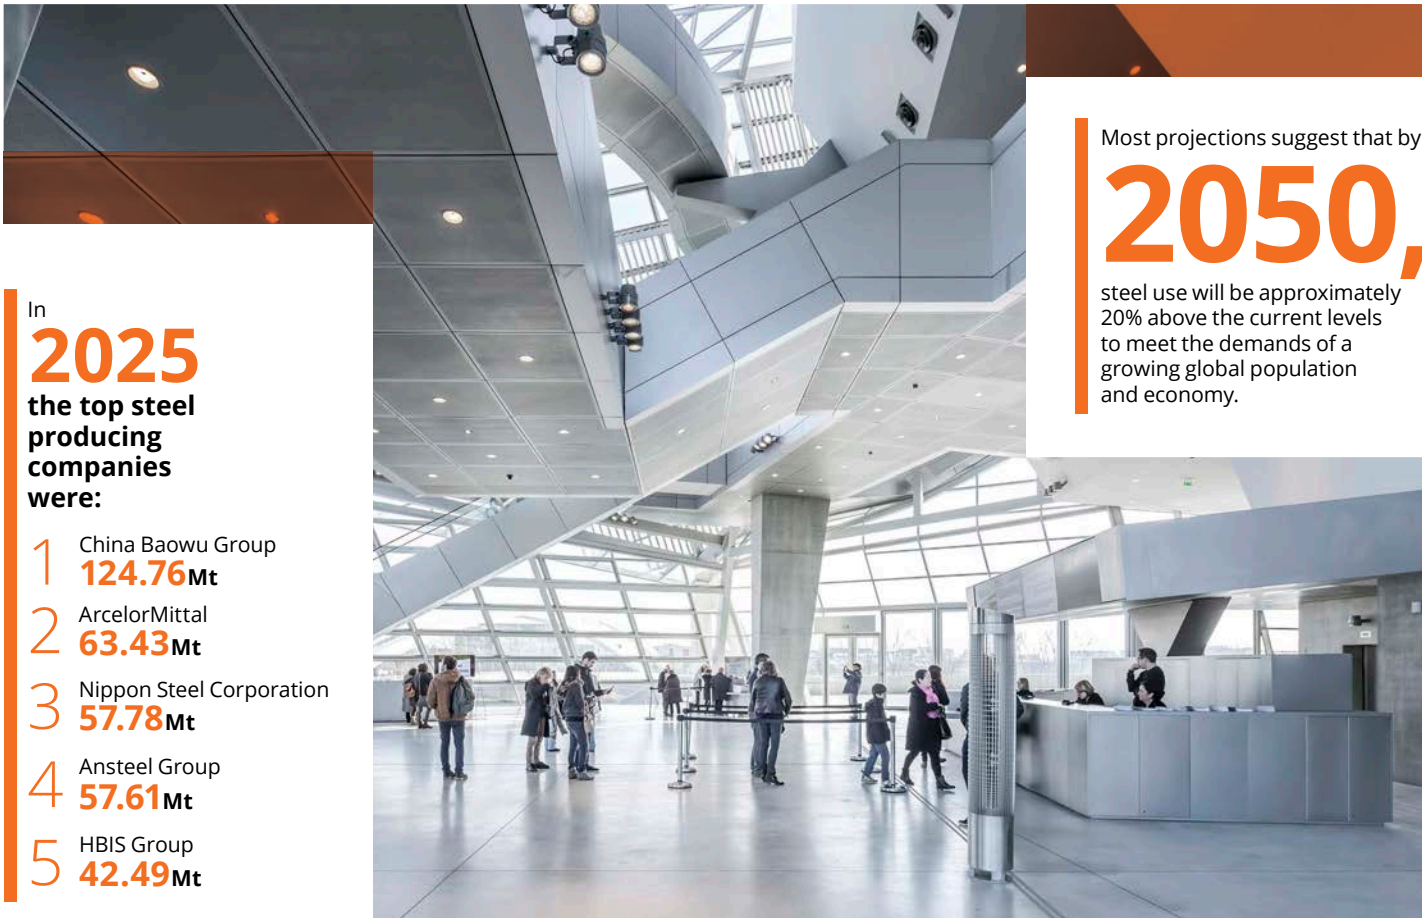 In
2025
the top steel
producing
companies
were:
1 China Baowu Group
124.76Mt
2 ArcelorMittal
63.43Mt
3 Nippon Steel Corporation
57.78Mt
4 Ansteel Group
57.61Mt
5 HBIS Group
42.49Mt
Most projections suggest that by
2050,
steel use will be approximately
20% above the current levels
to meet the demands of a
growing global population
and economy.